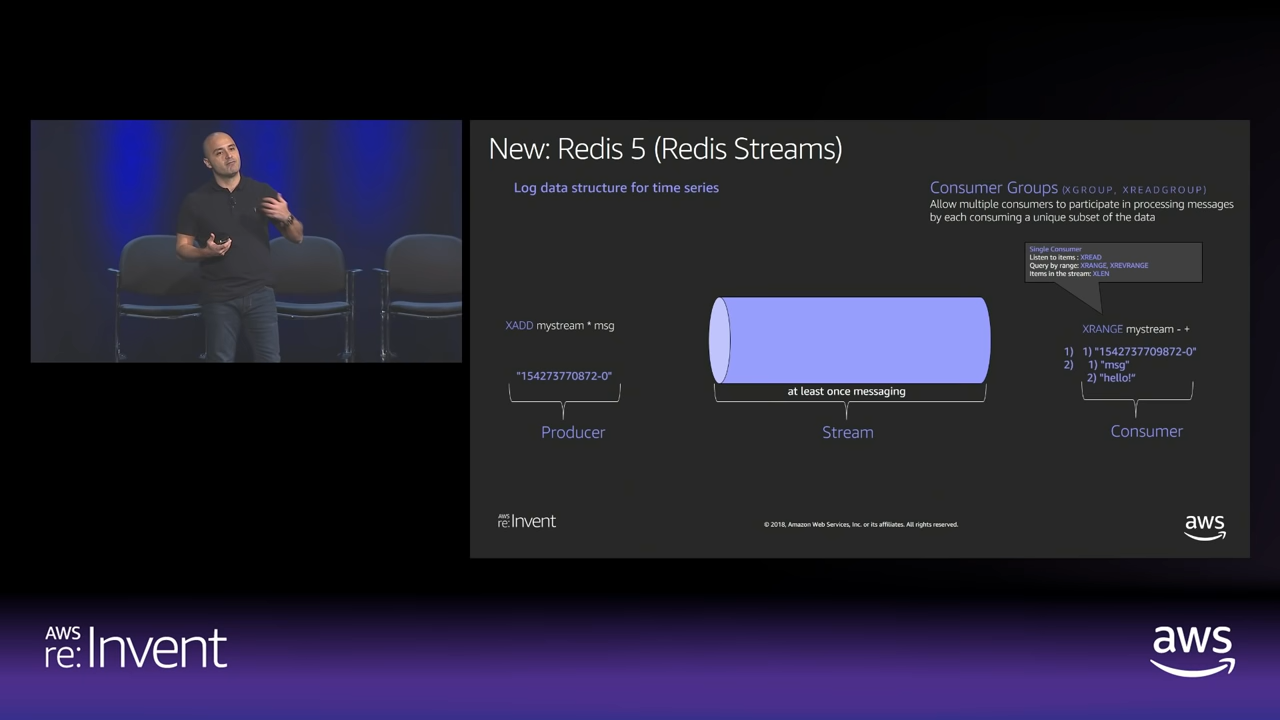 New: Redis 5 (Redis Streams)
Log data structure for time series
Consumer Groups (XGROUP, XREADGROUP)
Allow multiple consumers to participate in processing messages
by each consuming a unique subset of the data
Single Consumer
Listen to items : XREAD
Query by range: XRANGE, XREVRANGE
Items in the stream: XLEN
XADD mystream * msg
"154273770872-0"
Producer
at least once messaging
Stream
XRANGE mystream - +
1) 1) "1542737709872-0"
2) 1) "msg"
2) "hello!"
Consumer
AWS
re:Invent
© 2018, Amazon Web Services, Inc. or its affiliates. All rights reserved.
aws
AWS
re:Invent
aws